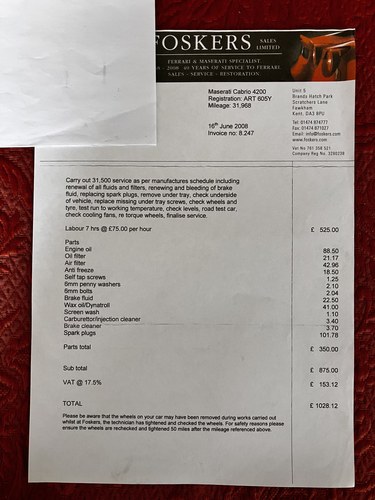 FOSKERS SALES LIMITED
FERRARI & MASERATI SPECIALIST
2008 40 YEARS OF SERVICE TO FERRARI
SALES - SERVICE - RESTORATION
Maserati Cabrio 4200
Registration: ART 605Y
Mileage: 31,968
16th June 2008
Invoice no: 8.247
Unit 5
Brands Hatch Park
Scratchers Lane
Fawkham
Kent, DA3 8PU
Tel: 01474 874777
Fax: 01474
Email: info@foskers.com
www.foskers.com
Vat No 761 308 521
Company Reg No.
Carry out 31,500 service as per manufactures schedule including
renewal of all fluids and filters, renewing and bleeding of brake
fluid, replacing spark plugs, remove under tray, check underside
of vehicle, replace missing under tray screws, check wheels and
tyre, test run to working temperature, check levels, road test car,
check cooling fans, re torque wheels, finalise service.
Labour 7 hrs @ £75.00 per hour £ 525.00
Parts
Engine oil 88.50
Oil filter 21.17
Air filter 42.96
Anti freeze 18.50
Self tap screws 1.25
6mm penny washers 2.10
6mm bolts 2.04
Brake fluid 22.50
Wax oil/Dynatroll 41.00
Screen wash 1.10
Carburettor/injection cleaner 3.40
Brake cleaner 3.70
Spark plugs 101.78
Parts total £ 350.00
Sub total £ 875.00
VAT @ 17.5% £ 153.12
TOTAL £ 1028.12
Please be aware that the wheels on your car may have been removed during works carried out
whilst at Foskers, the technician has tightened and checked the wheels. For safety reasons please
ensure the wheels are rechecked and tightened 50 miles after the mileage referenced above.